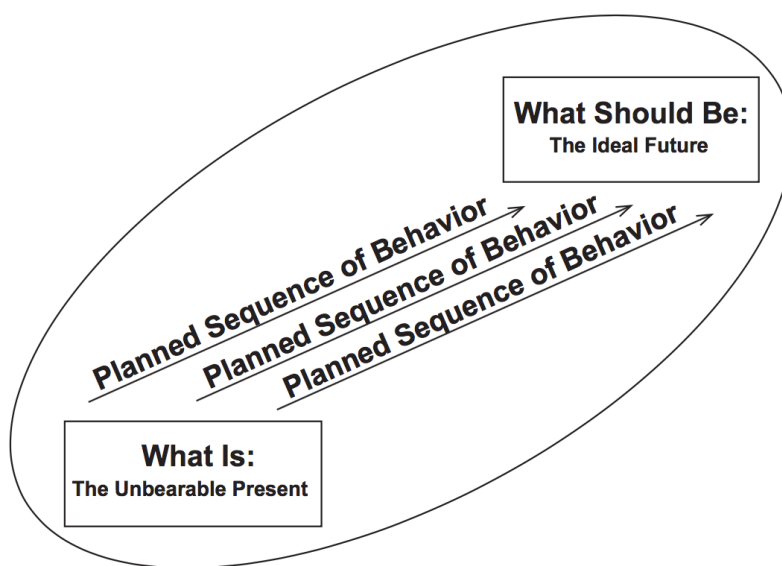 What Should Be:
The Ideal Future
Planned Sequence of Behavior
Planned Sequence of Behavior
Planned Sequence of Behavior
What Is:
The Unbearable Present